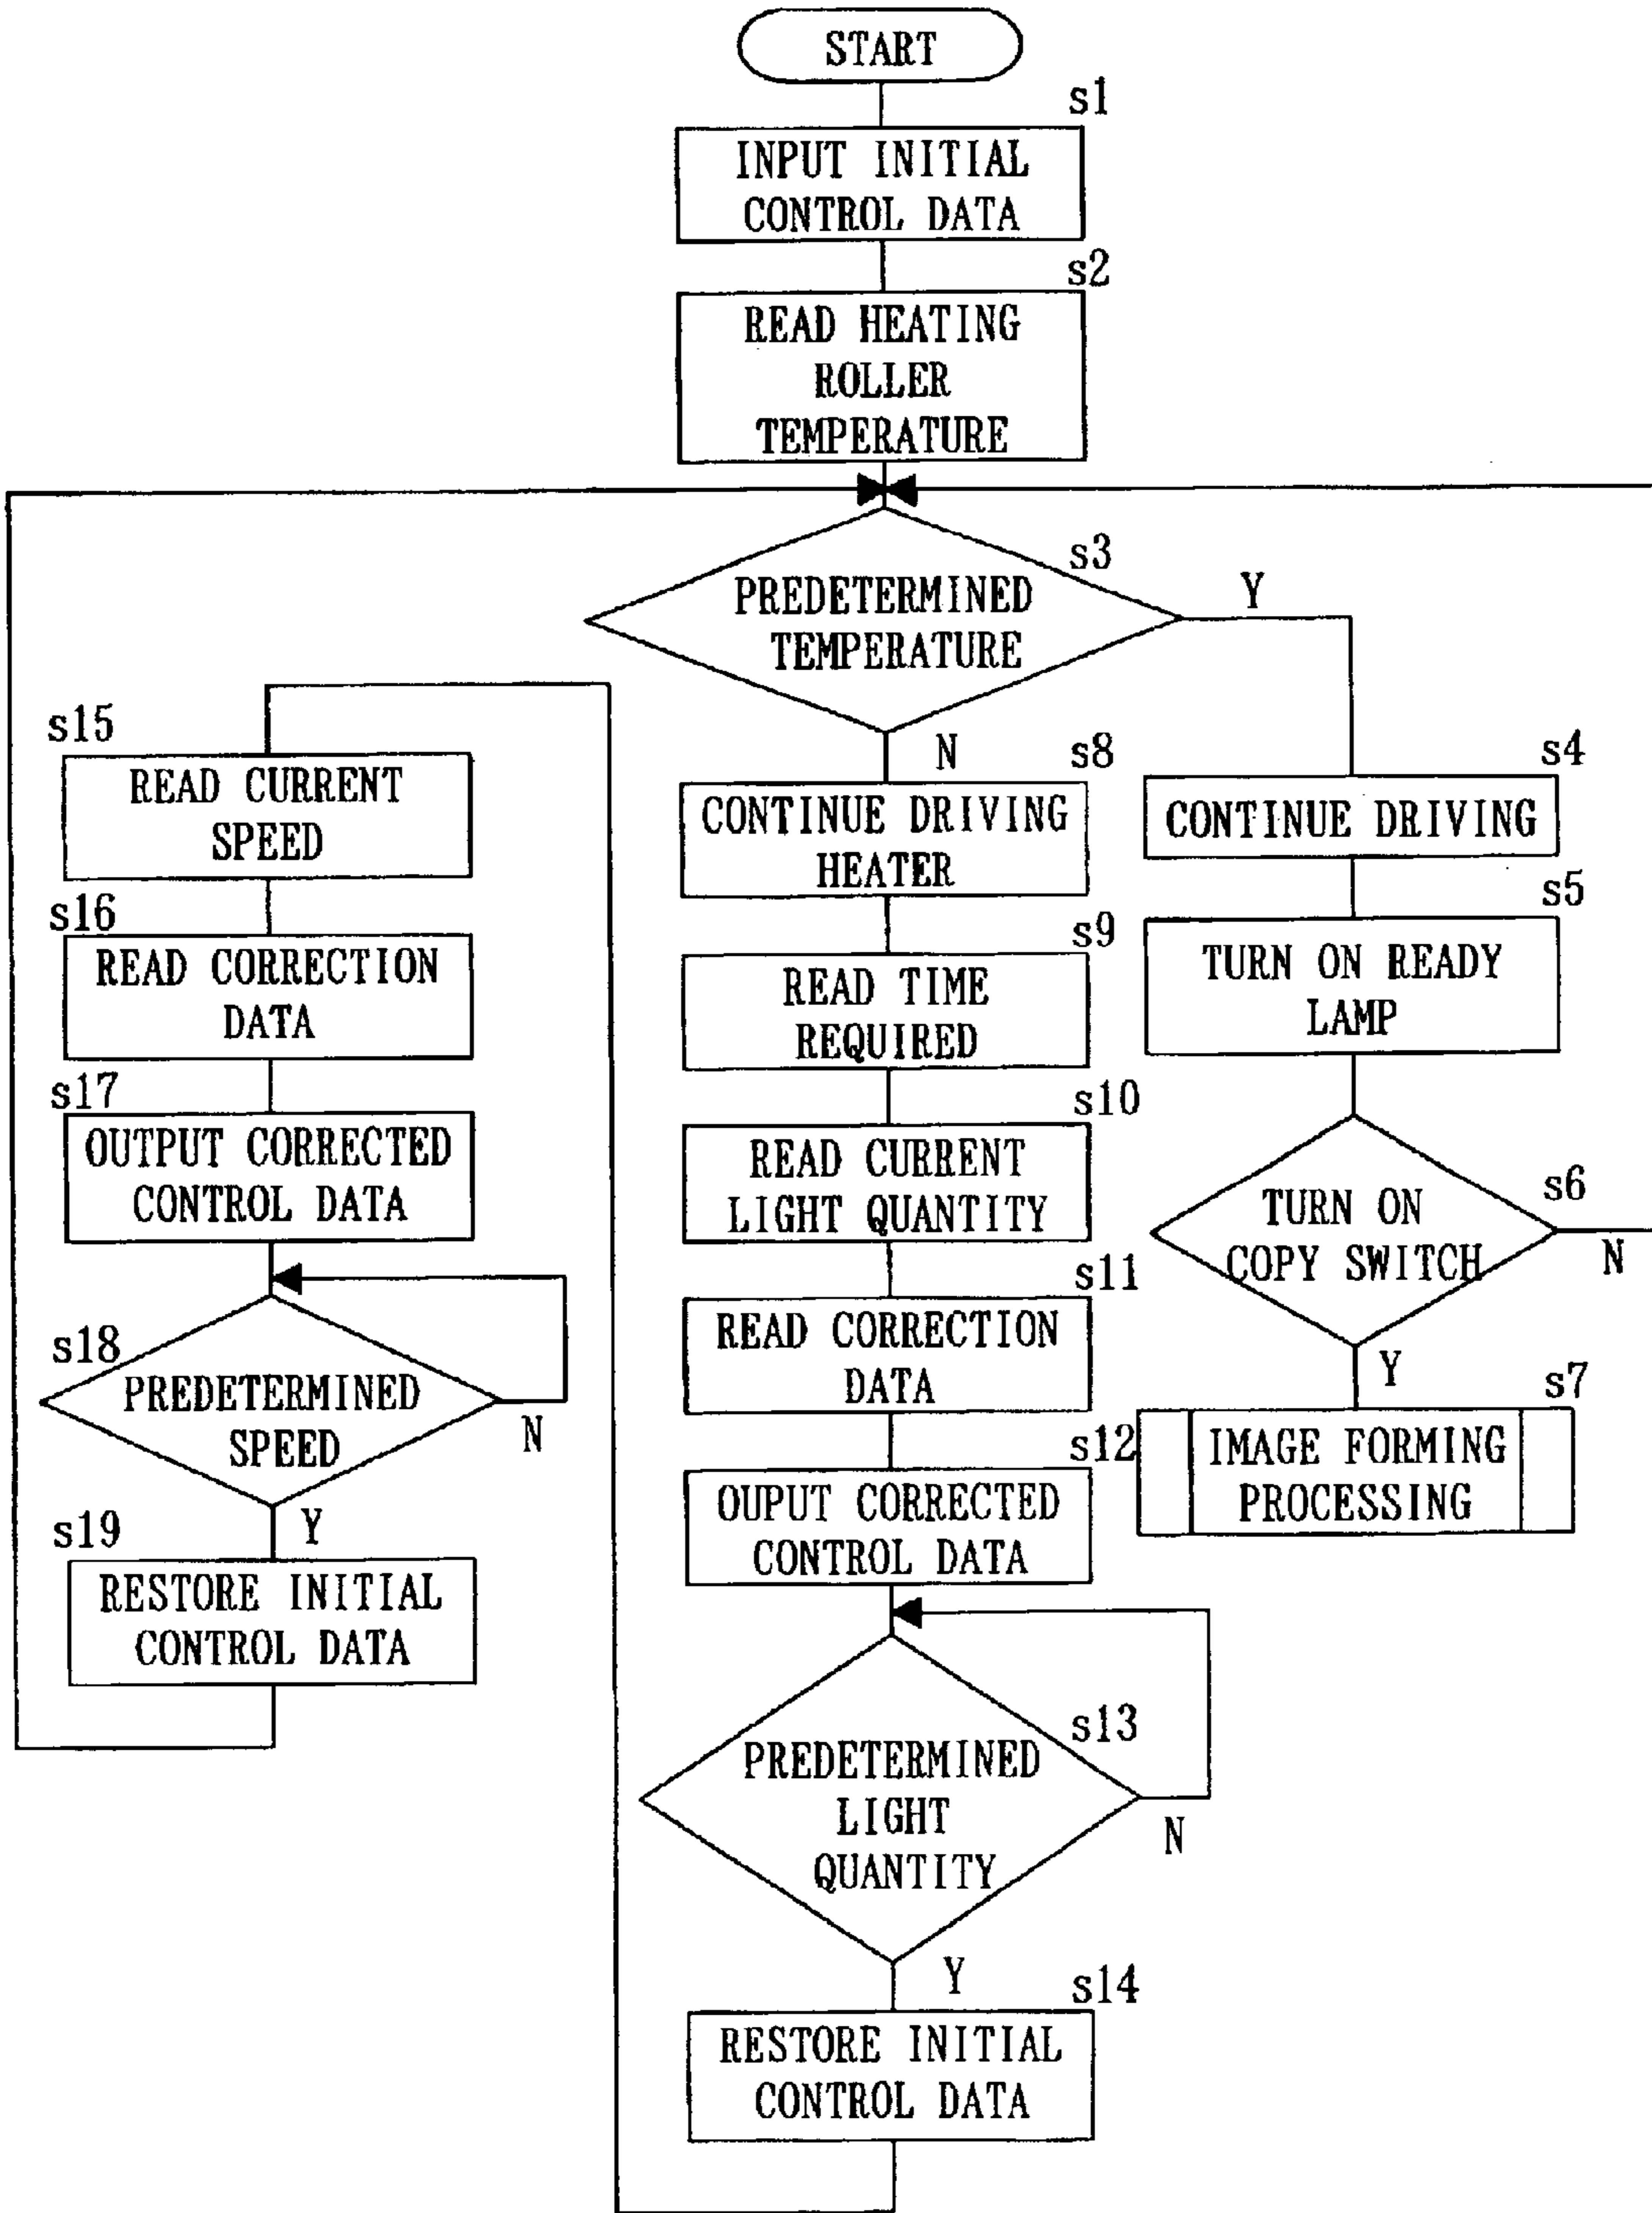 START
s1
INPUT INITIAL
CONTROL DATA
s2
READ HEATING
ROLLER
TEMPERATURE
s3
PREDETERMINED
TEMPERATURE
Y
N
s4
CONTINUE DRIVING
s5
TURN ON READY
LAMP
s6
TURN ON
COPY SWITCH
N
Y
s7
IMAGE FORMING
PROCESSING
s8
CONTINUE DRIVING
HEATER
s9
READ TIME
REQUIRED
s10
READ CURRENT
LIGHT QUANTITY
s11
READ CORRECTION
DATA
s12
OUPUT CORRECTED
CONTROL DATA
s13
PREDETERMINED
LIGHT
QUANTITY
N
Y
s14
RESTORE INITIAL
CONTROL DATA
s15
READ CURRENT
SPEED
s16
READ CORRECTION
DATA
s17
OUTPUT CORRECTED
CONTROL DATA
s18
PREDETERMINED
SPEED
N
Y
s19
RESTORE INITIAL
CONTROL DATA